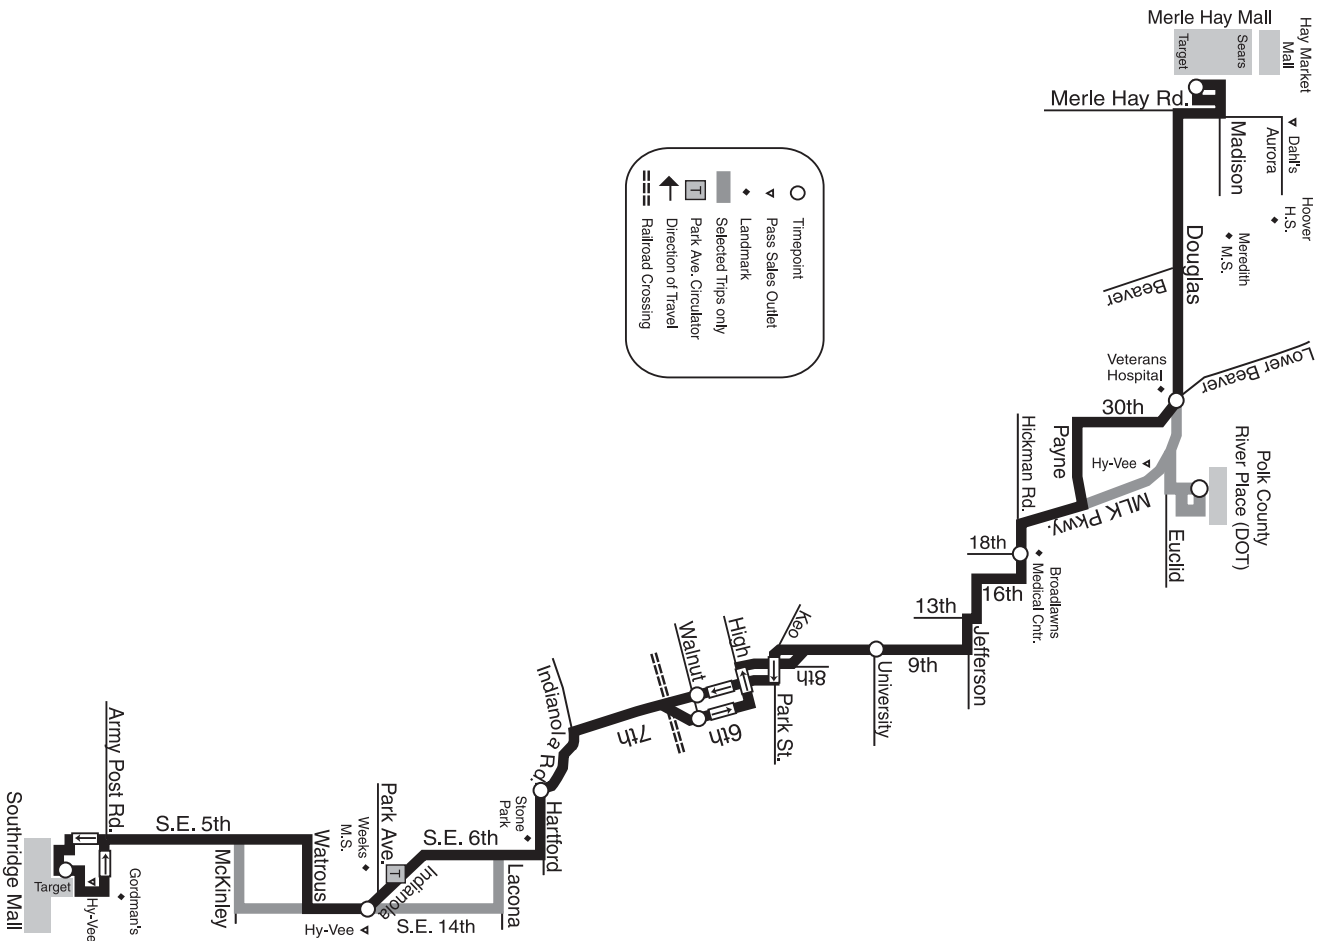 Merle Hay Mall
Target
Sears
Hay Market
Mall
Merle Hay Rd.
Madison
Aurora
Dahl's
Hoover
H.S.
Meredith
M.S.
Douglas
Beaver
Lower Beaver
Veterans
Hospital
30th
Payne
Hickman Rd.
Hy-Vee
MLK Pkwy.
Polk County
River Place (DOT)
Euclid
18th
Broadlawns
Medical Cntr.
16th
13th
Jefferson
9th
University
Keo
8th
Park St.
High
Walnut
6th
7th
Indianola Rd.
Hartford
Stone
Park
Lacona
S.E. 6th
Park Ave.
T
Indianola
Weeks
M.S.
S.E. 14th
Hy-Vee
Watrous
McKinley
S.E. 5th
Army Post Rd.
Gordman's
Hy-Vee
Target
Southridge Mall
Timepoint
Pass Sales Outlet
Landmark
Selected Trips only
T
Park Ave. Circulator
Direction of Travel
Railroad Crossing